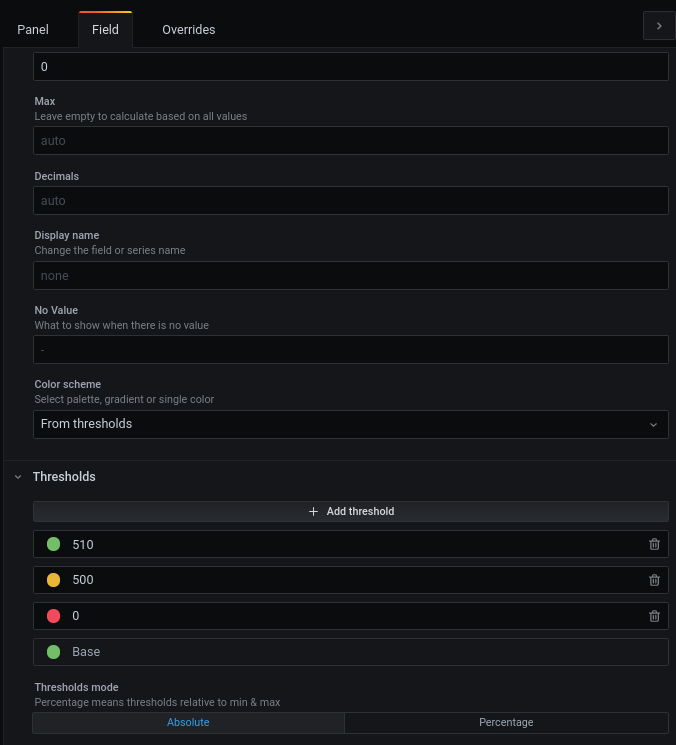 Panel
Field
Overrides
0
Max
Leave empty to calculate based on all values
auto
Decimals
auto
Display name
Change the field or series name
none
No Value
What to show when there is no value
-
Color scheme
Select palette, gradient or single color
From thresholds
Thresholds
+ Add threshold
510
500
0
Base
Thresholds mode
Percentage means thresholds relative to min & max
Absolute
Percentage